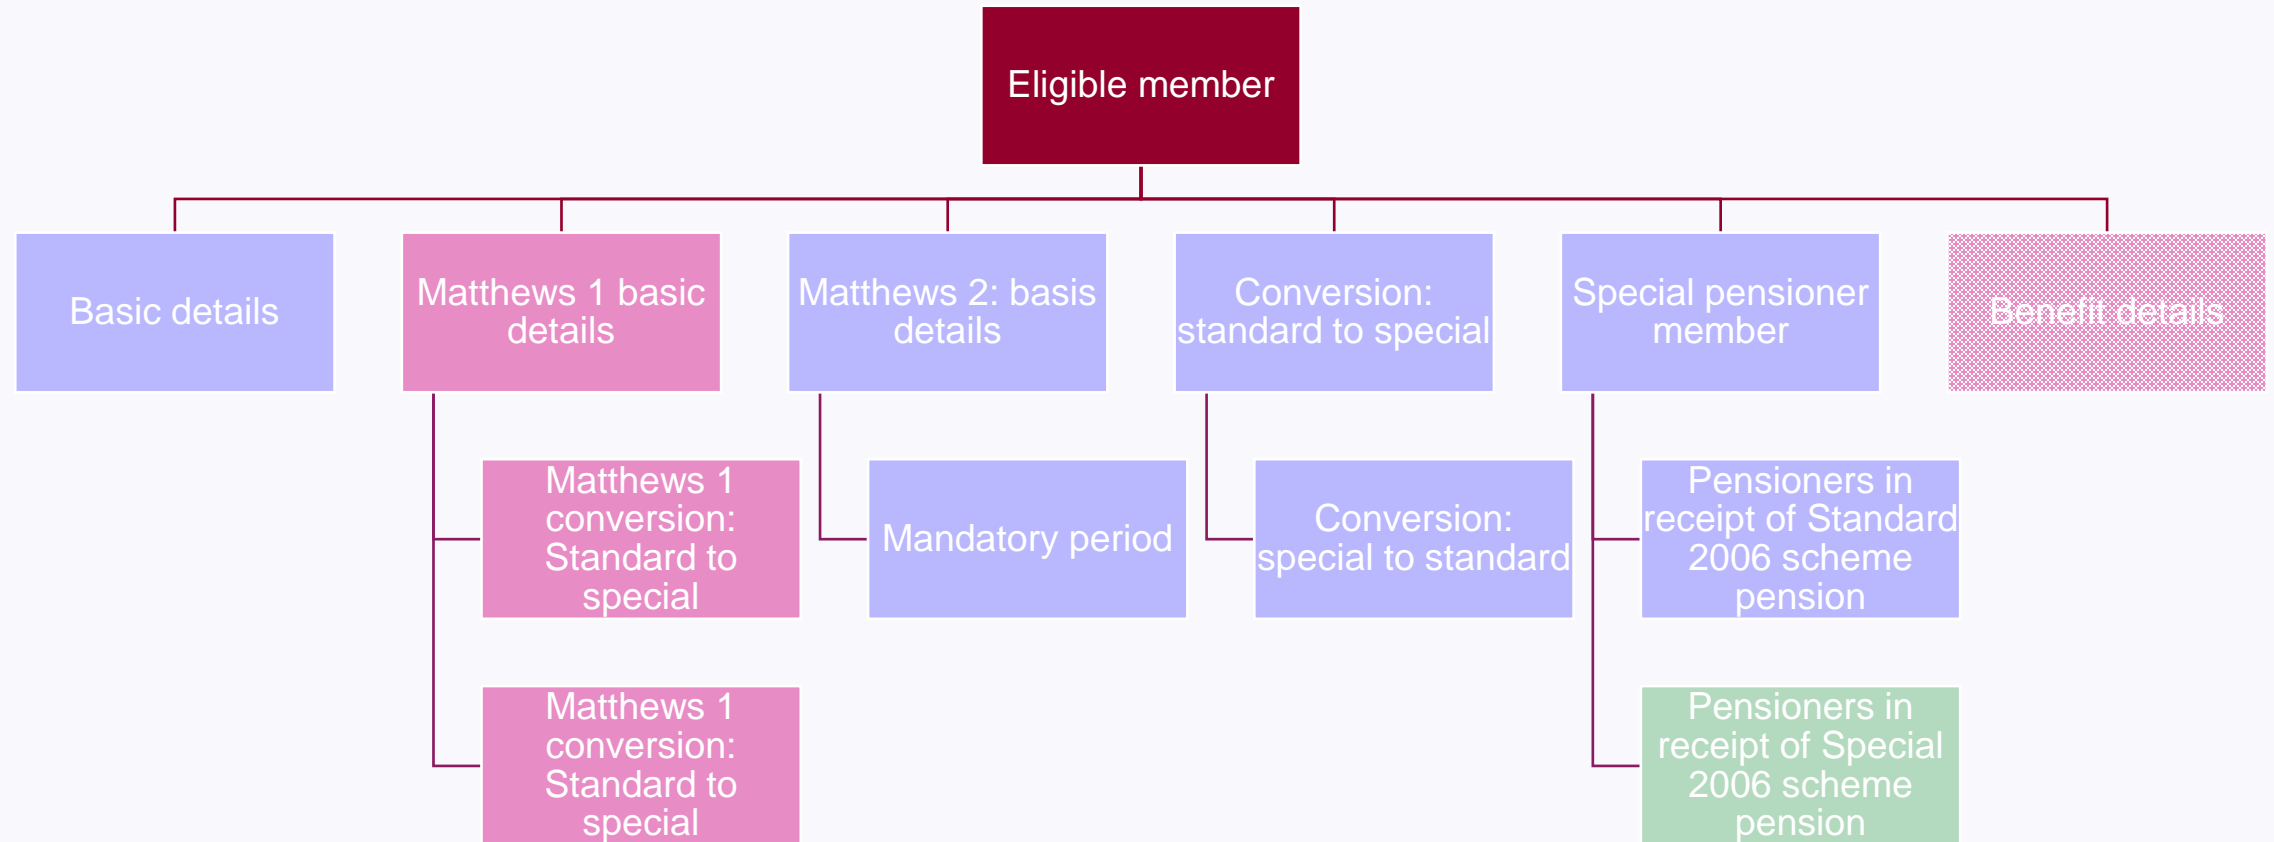 Eligible member
Basic details
Matthews 1 basic
details
Matthews 2: basis
details
Conversion:
standard to special
Special pensioner
member
Benefit details
Matthews 1
conversion:
Standard to
special
Mandatory period
Conversion:
special to standard
Pensioners in
receipt of Standard
2006 scheme
pension
Matthews 1
conversion:
Standard to
special
Pensioners in
receipt of Special
2006 scheme
pension